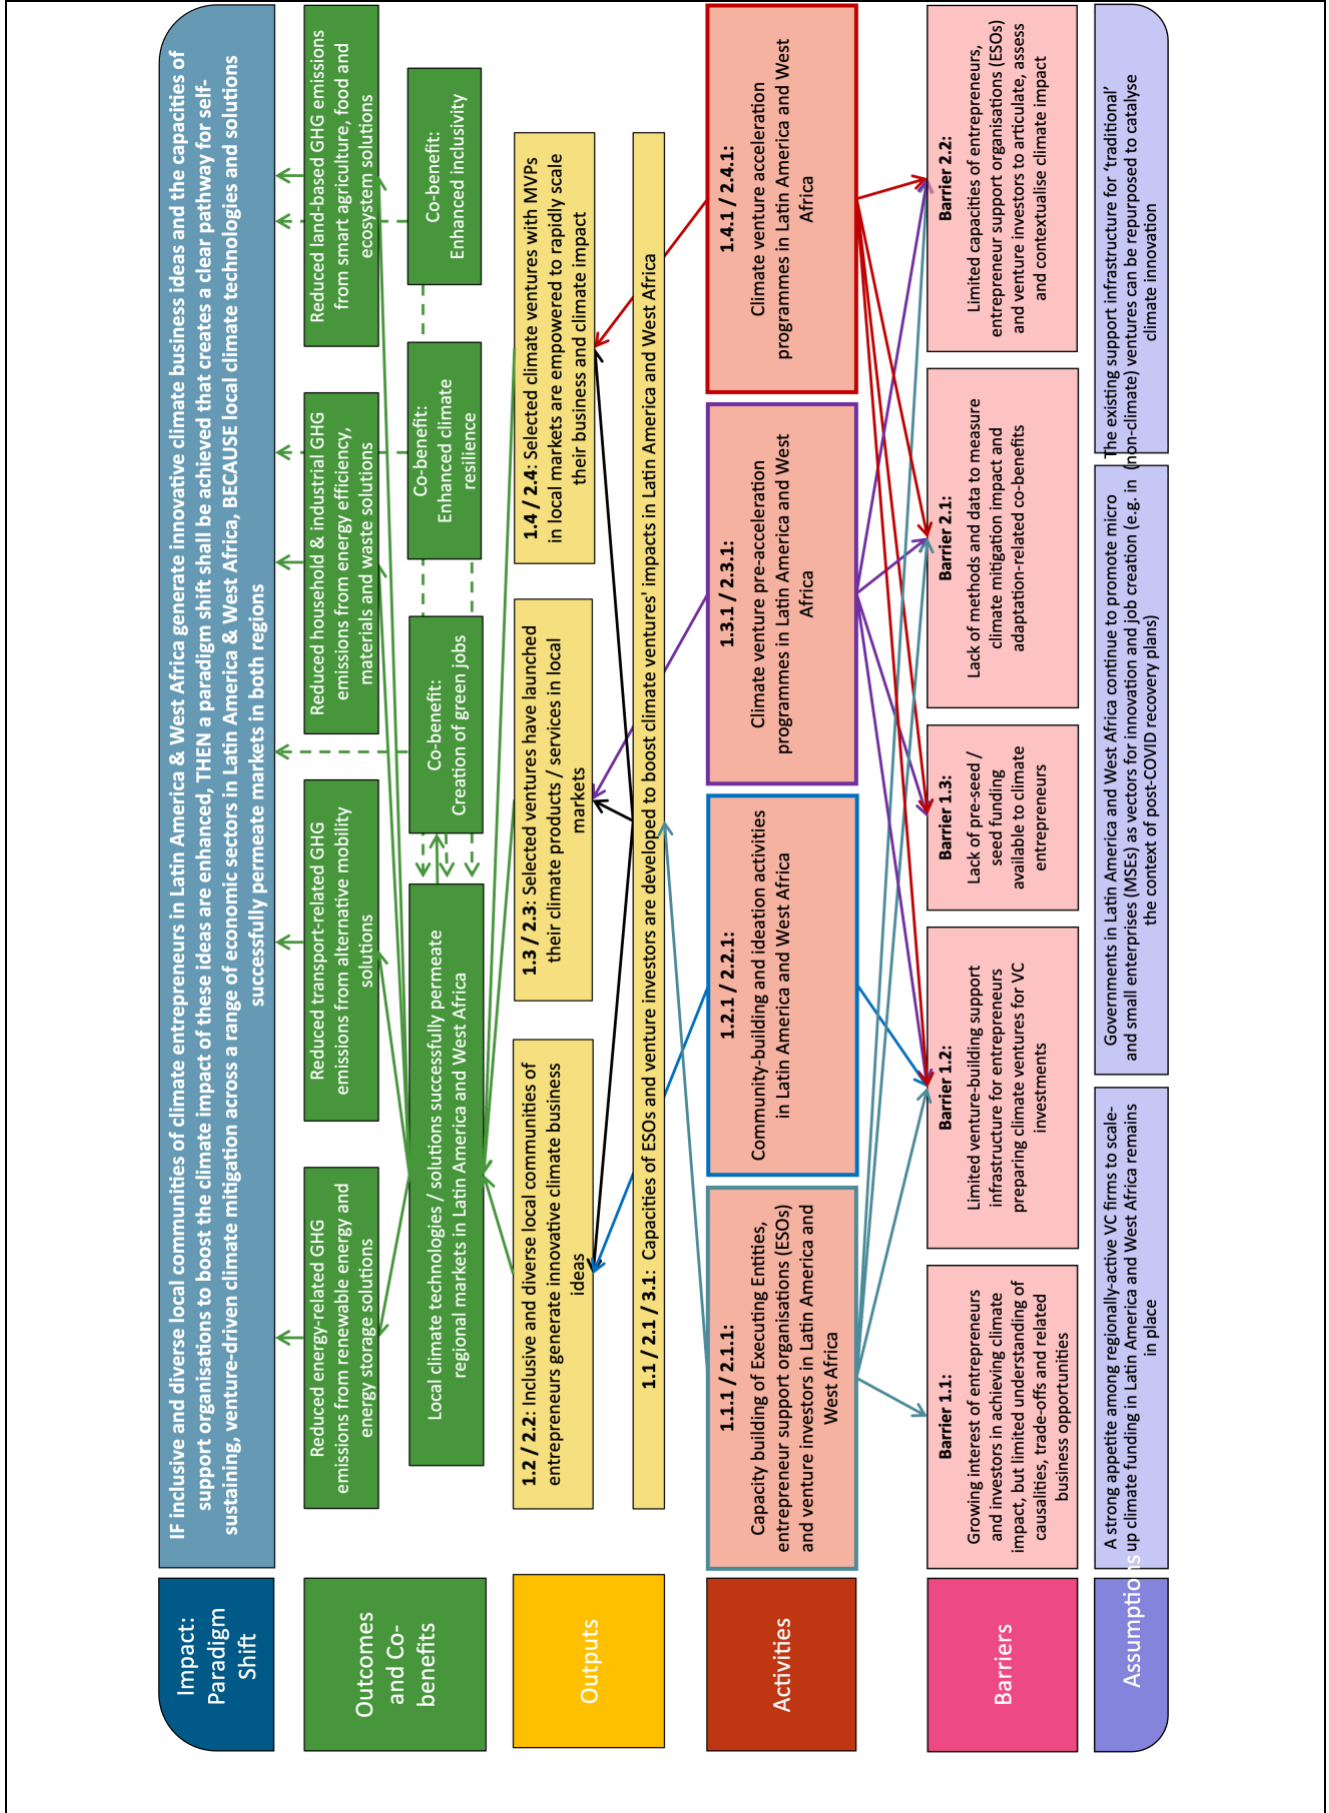 Impact:
Paradigm
Shift
IF inclusive and diverse local communities of climate entrepreneurs in Latin America & West Africa generate innovative climate business ideas and the capacities of
support organisations to boost the climate impact of these ideas are enhanced, THEN a paradigm shift shall be achieved that creates a clear pathway for self-
sustaining, venture-driven climate mitigation across a range of economic sectors in Latin America & West Africa, BECAUSE local climate technologies and solutions
successfully permeate markets in both regions
Outcomes
and Co-
benefits
Reduced energy-related GHG
emissions from renewable energy and
energy storage solutions
Reduced transport-related GHG
emissions from alternative mobility
solutions
Reduced household & industrial GHG
emissions from energy efficiency,
materials and waste solutions
Reduced land-based GHG emissions
from smart agriculture, food and
ecosystem solutions
Local climate technologies / solutions successfully permeate
regional markets in Latin America and West Africa
Co-benefit:
Creation of green jobs
Co-benefit:
Enhanced climate
resilience
Co-benefit:
Enhanced inclusivity
Outputs
1.2 / 2.2: Inclusive and diverse local communities of
entrepreneurs generate innovative climate business
ideas
1.3 / 2.3: Selected ventures have launched
their climate products / services in local
markets
1.4 / 2.4: Selected climate ventures with MVPs
in local markets are empowered to rapidly scale
their business and climate impact
1.1 / 2.1 / 3.1: Capacities of ESOs and venture investors are developed to boost climate ventures' impacts in Latin America and West Africa
Activities
1.1.1 / 2.1.1:
Capacity building of Executing Entities,
entrepreneur support organisations (ESOs)
and venture investors in Latin America and
West Africa
1.2.1 / 2.2.1:
Community-building and ideation activities
in Latin America and West Africa
1.3.1 / 2.3.1:
Climate venture pre-acceleration
programmes in Latin America and West
Africa
1.4.1 / 2.4.1:
Climate venture acceleration
programmes in Latin America and West
Africa
Barriers
Barrier 1.1:
Growing interest of entrepreneurs
and investors in achieving climate
impact, but limited understanding of
causalities, trade-offs and related
business opportunities
Barrier 1.2:
Limited venture-building support
infrastructure for entrepreneurs
preparing climate ventures for VC
investments
Barrier 1.3:
Lack of pre-seed /
seed funding
available to climate
entrepreneurs
Barrier 2.1:
Lack of methods and data to measure
climate mitigation impact and
adaptation-related co-benefits
Barrier 2.2:
Limited capacities of entrepreneurs,
entrepreneur support organisations (ESOs)
and venture investors to articulate, assess
and contextualise climate impact
Assumptions
A strong appetite among regionally-active VC firms to scale-
up climate funding in Latin America and West Africa remains
in place
Governments in Latin America and West Africa continue to promote micro
and small enterprises (MSEs) as vectors for innovation and job creation (e.g. in
the context of post-COVID recovery plans)
The existing support infrastructure for ‘traditional’
(non-climate) ventures can be repurposed to catalyse
climate innovation